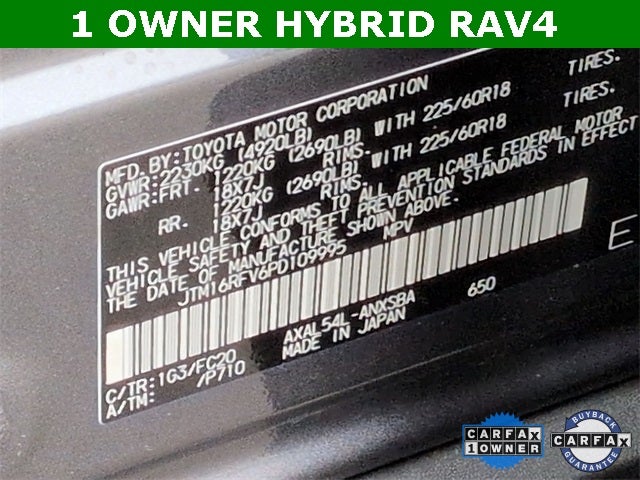 1 OWNER HYBRID RAV4
MFD. BY: TOYOTA MOTOR CORPORATION
GVWR: 2230KG (4920LB)
GAWR: FRT. 1220KG (2690LB) WITH 225/60R18 TIRES.
18X7J RIMS.
RR. 1220KG (2690LB) WITH 225/60R18 TIRES.
18X7J RIMS.
THIS VEHICLE CONFORMS TO ALL APPLICABLE FEDERAL MOTOR
VEHICLE SAFETY AND THEFT PREVENTION STANDARDS IN EFFECT
THE DATE OF MANUFACTURE SHOWN ABOVE.
JTM16RFV6PD109995 MPV
AXAL54L-ANXSBA 650
C/TR: 1G3/FC20 MADE IN JAPAN
A/TM: /P710
E
CARFAX
1 OWNER
BUYBACK
CARFAX
GUARANTEE